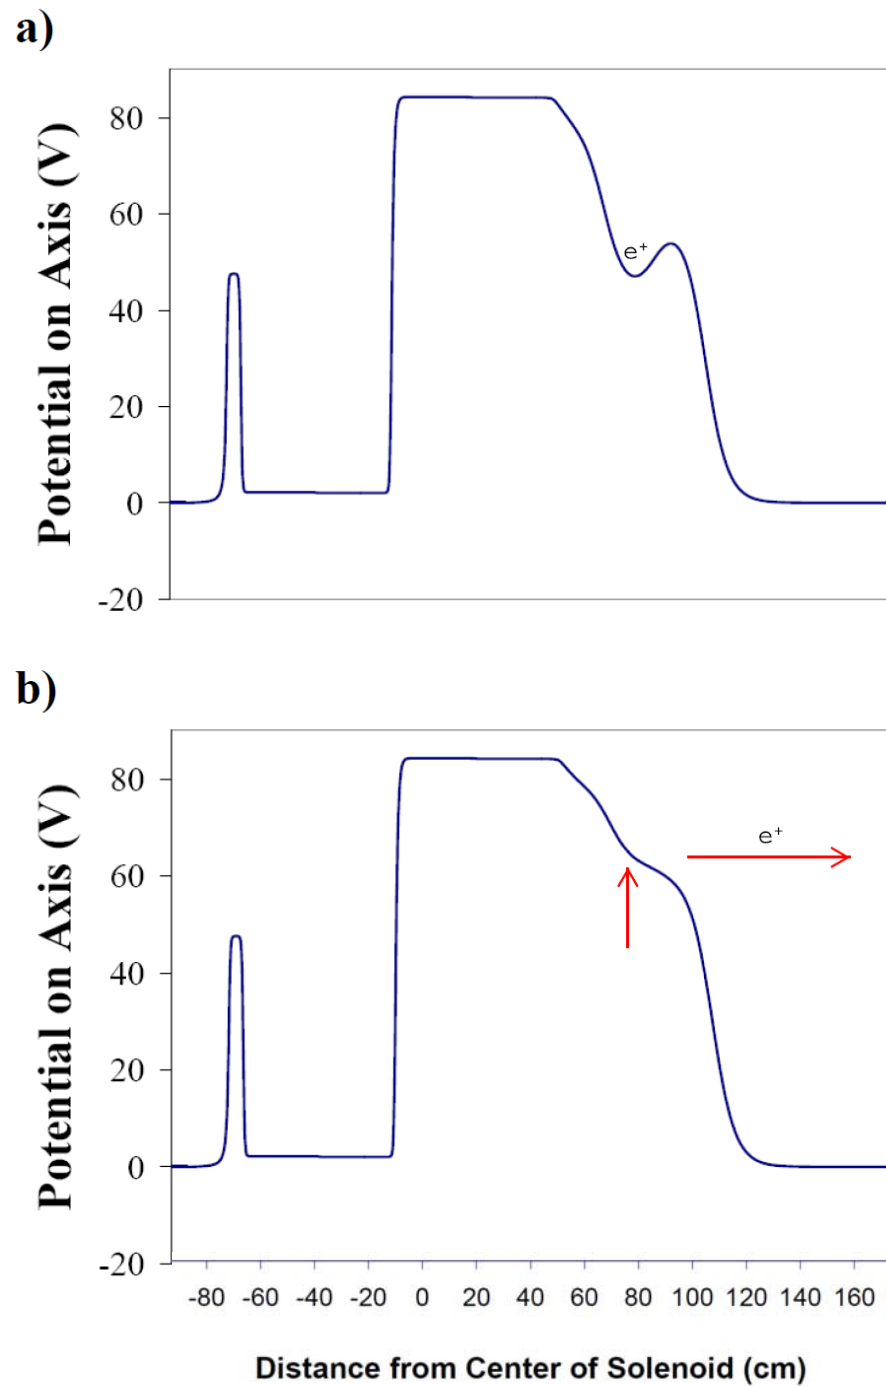 a)
Potential on Axis (V)
80
60
40
20
0
-20
e+
b)
Potential on Axis (V)
80
60
40
20
0
-20
e+
-80 -60 -40 -20 0 20 40 60 80 100 120 140 160
Distance from Center of Solenoid (cm)